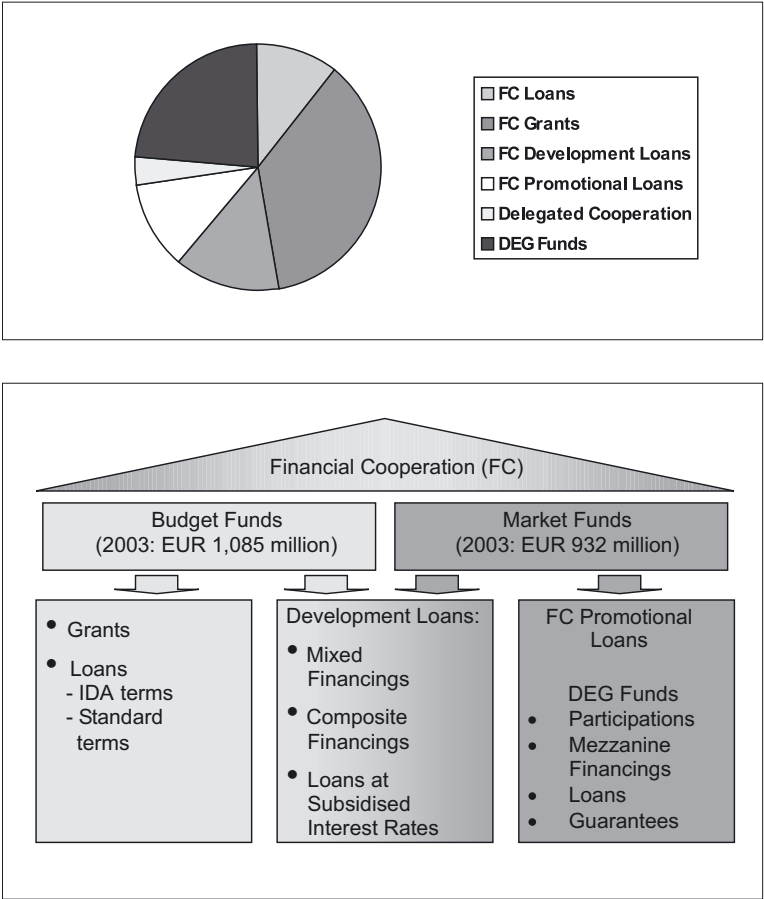 FC Loans
FC Grants
FC Development Loans
FC Promotional Loans
Delegated Cooperation
DEG Funds
Financial Cooperation (FC)
Budget Funds
(2003: EUR 1,085 million)
Market Funds
(2003: EUR 932 million)
• Grants
• Loans
- IDA terms
- Standard
terms
Development Loans:
• Mixed
Financings
• Composite
Financings
• Loans at
Subsidised
Interest Rates
FC Promotional
Loans
DEG Funds
• Participations
• Mezzanine
Financings
• Loans
• Guarantees